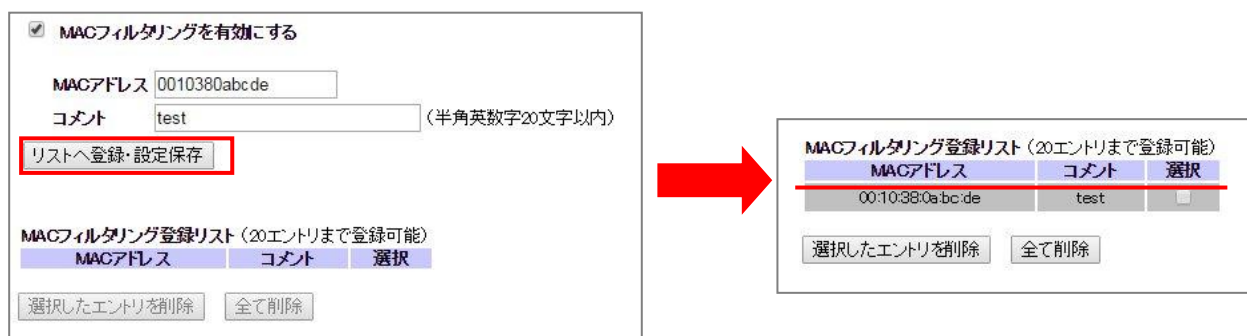 MACフィルタリングを有効にする
MACアドレス 0010380abcde
コメント test (半角英数字20文字以内)
リストへ登録・設定保存
MACフィルタリング登録リスト (20エントリまで登録可能)
MACアドレス コメント 選択
選択したエントリを削除 全て削除
MACフィルタリング登録リスト (20エントリまで登録可能)
MACアドレス コメント 選択
00:10:38:0a:bc:de test
選択したエントリを削除 全て削除